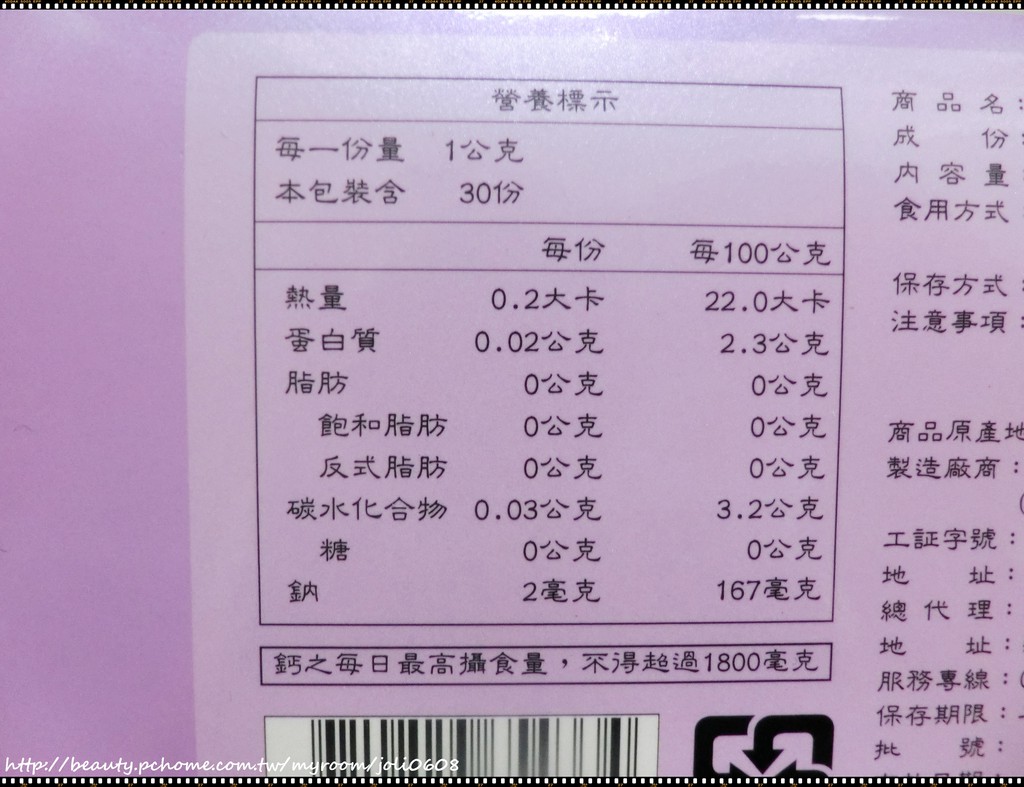 營養標示
每一份量 1公克
本包裝含 30份
每份 每100公克
熱量 0.2大卡 22.0大卡
蛋白質 0.02公克 2.3公克
脂肪 0公克 0公克
飽和脂肪 0公克 0公克
反式脂肪 0公克 0公克
碳水化合物 0.03公克 3.2公克
糖 0公克 0公克
鈉 2毫克 167毫克
鈣之每日最高攝食量，不得超過1800毫克
商品名：
成份：
內容量：
食用方式
保存方式：
注意事項：
商品原產地
製造廠商：
(
工証字號：
地址：
總代理：
地址：
服務專線：(
保存期限：
批號：
http://beauty.pchome.com.tw/myroom/joli0608